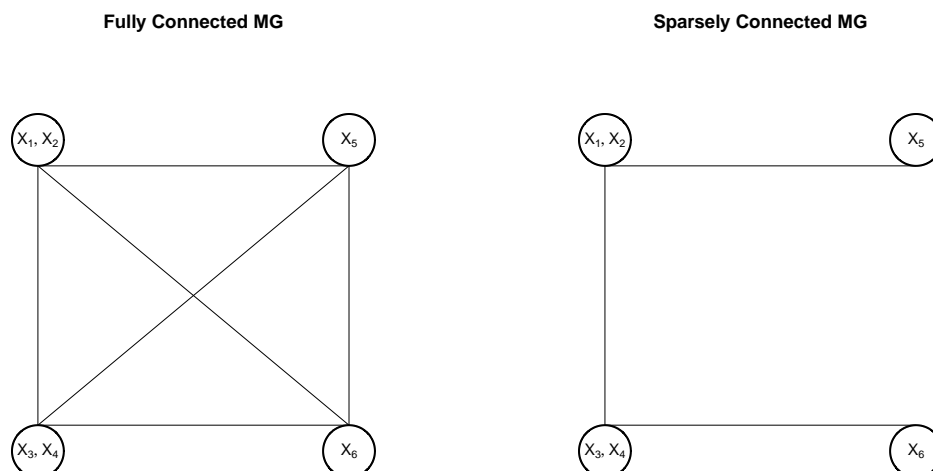 Fully Connected MG
Sparsely Connected MG
X₁, X₂
X₅
X₁, X₂
X₅
X₃, X₄
X₆
X₃, X₄
X₆